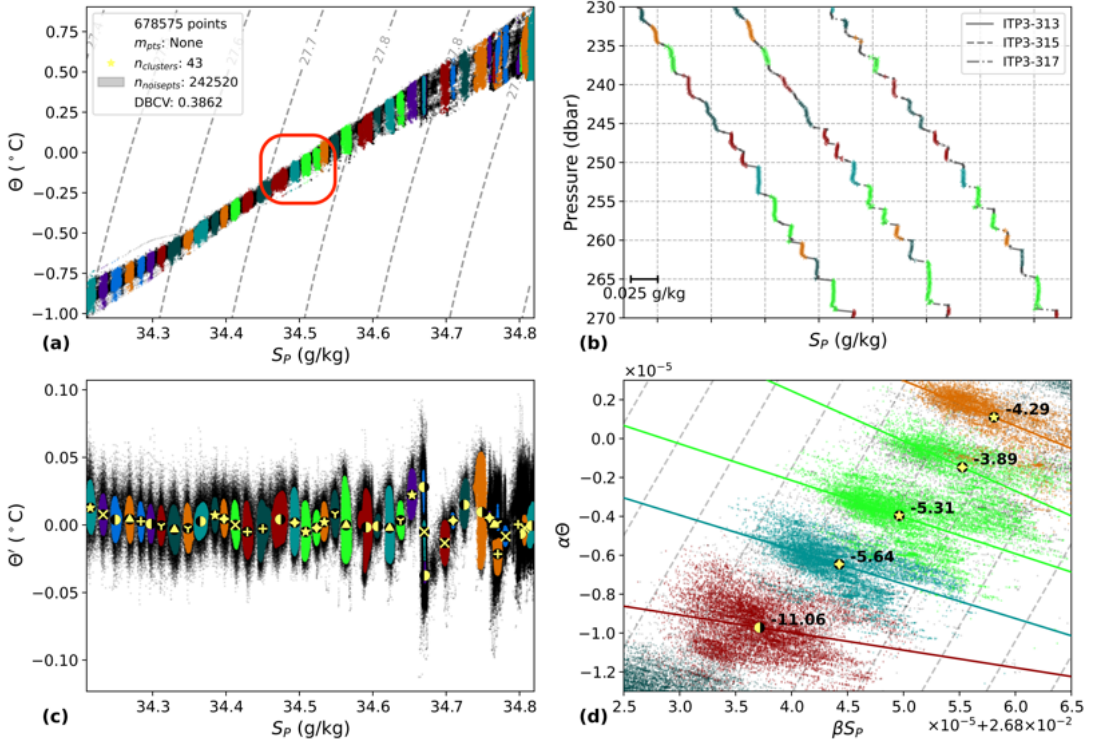 0.75
0.50
0.25
0.00
−0.25
−0.50
−0.75
−1.00
Θ (°C)
678575 points
m_pts: None
n_clusters: 43
n_noisepts: 242520
DBCV: 0.3862
27.7
27.8
34.3
34.4
34.5
34.6
34.7
34.8
(a)
S_P (g/kg)
230
235
240
245
250
255
260
265
270
Pressure (dbar)
ITP3-313
ITP3-315
ITP3-317
0.025 g/kg
(b)
S_P (g/kg)
0.10
0.05
0.00
−0.05
−0.10
Θ′ (°C)
34.3
34.4
34.5
34.6
34.7
34.8
(c)
S_P (g/kg)
×10⁻⁵
0.2
0.0
−0.2
−0.4
−0.6
−0.8
−1.0
−1.2
αΘ
-4.29
-3.89
-5.31
-5.64
-11.06
2.5
3.0
3.5
4.0
4.5
5.0
5.5
6.0
6.5
(d)
βS_P
×10⁻⁵+2.68×10⁻²